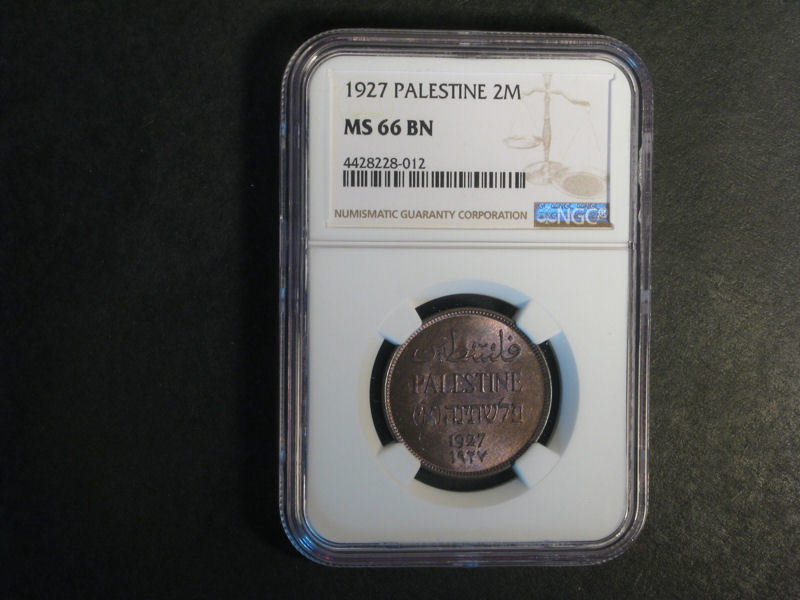 1927 PALESTINE 2M
MS 66 BN
4428228-012
NUMISMATIC GUARANTY CORPORATION
NGC®
فلسطين
PALESTINE
פלשתינה (א״י)
1927
١٩٢٧